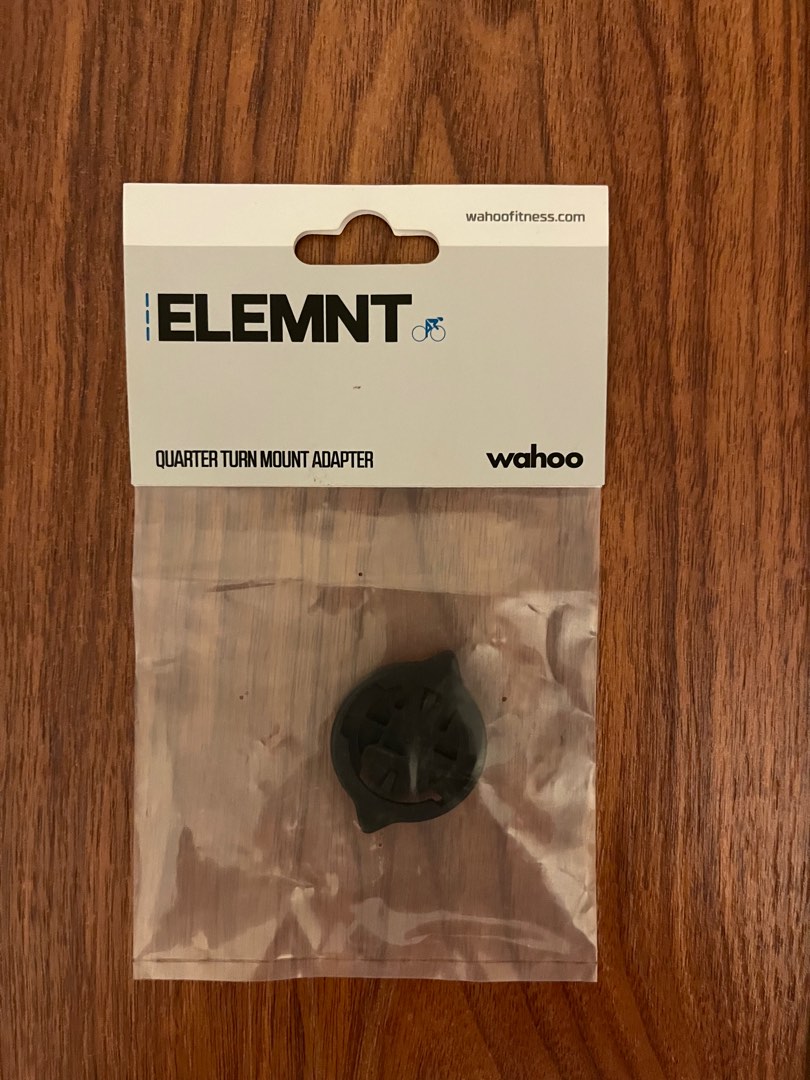 wahoofitness.com
ELEMNT
QUARTER TURN MOUNT ADAPTER
wahoo